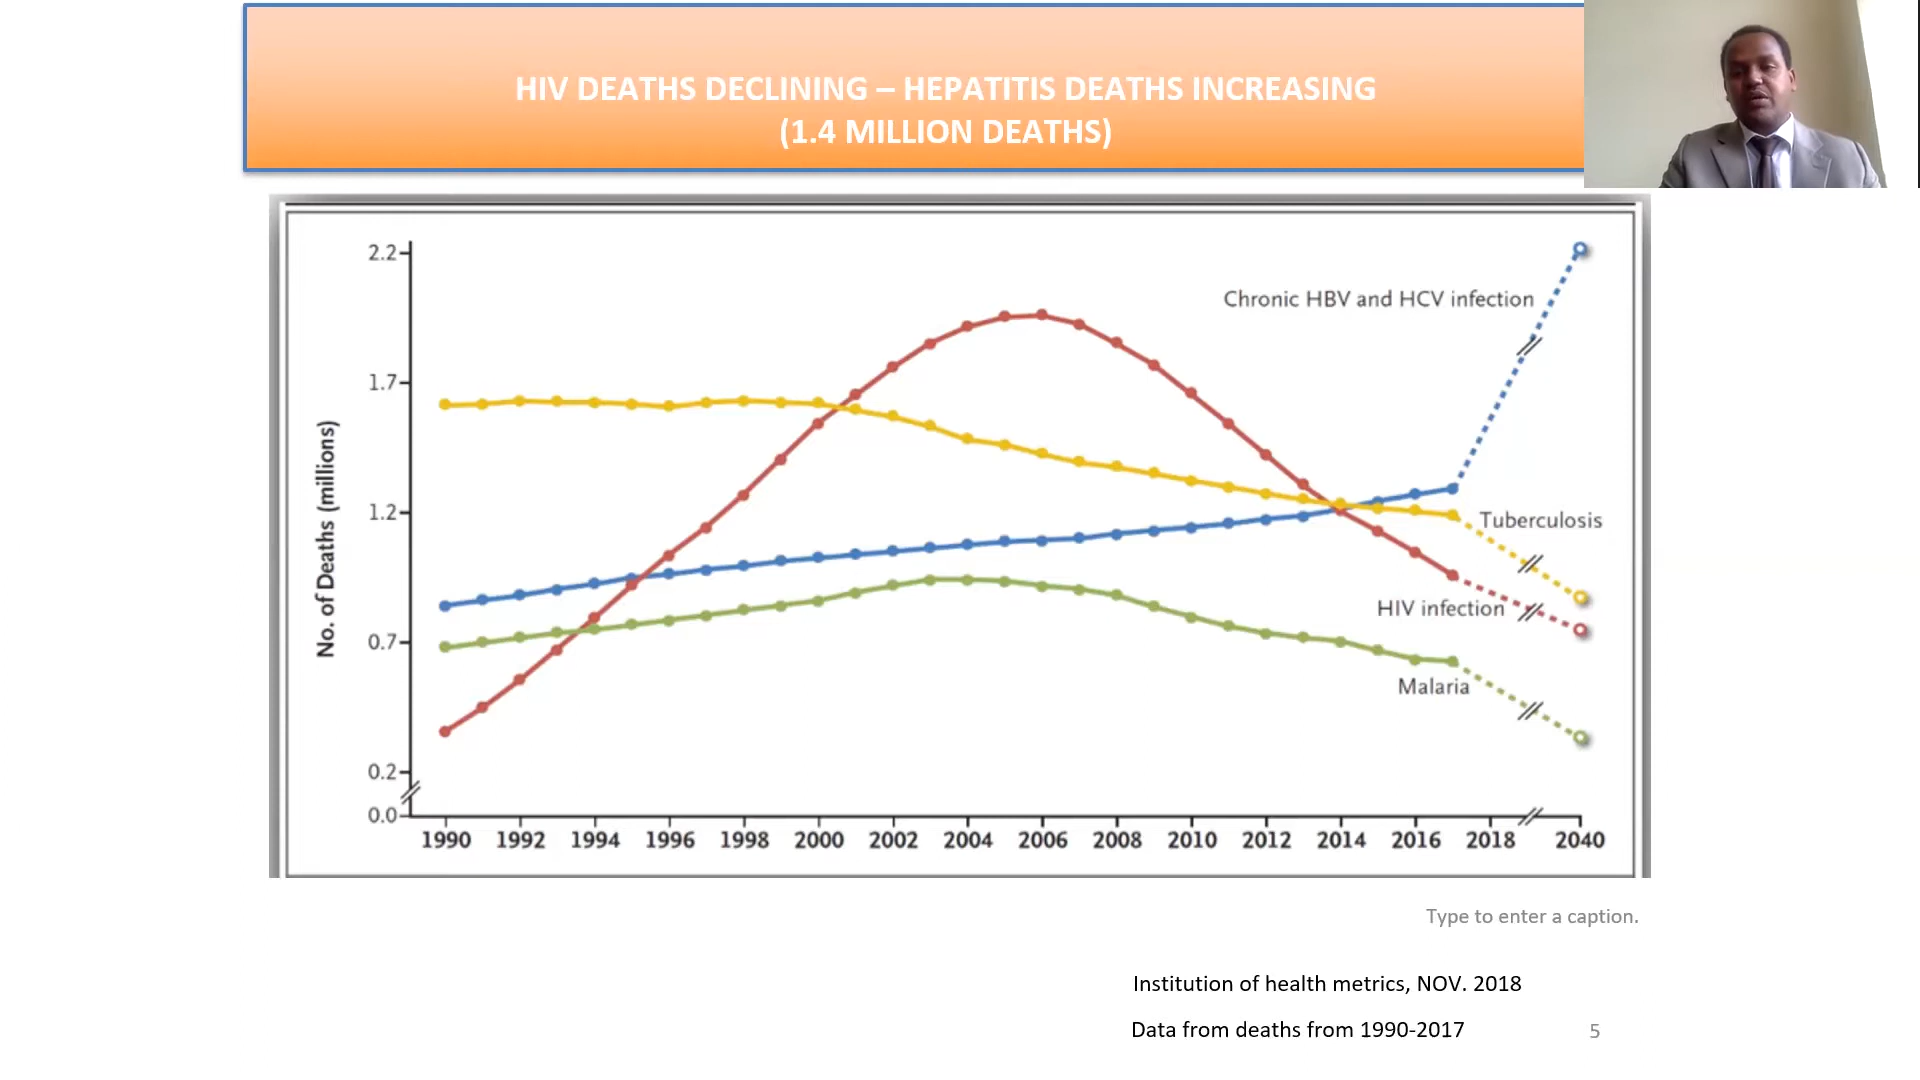 HIV DEATHS DECLINING – HEPATITIS DEATHS INCREASING
(1.4 MILLION DEATHS)
No. of Deaths (millions)
2.2
1.7
1.2
0.7
0.2
0.0
Chronic HBV and HCV infection
Tuberculosis
HIV infection
Malaria
1990 1992 1994 1996 1998 2000 2002 2004 2006 2008 2010 2012 2014 2016 2018 2040
Type to enter a caption.
Institution of health metrics, NOV. 2018
Data from deaths from 1990-2017
5